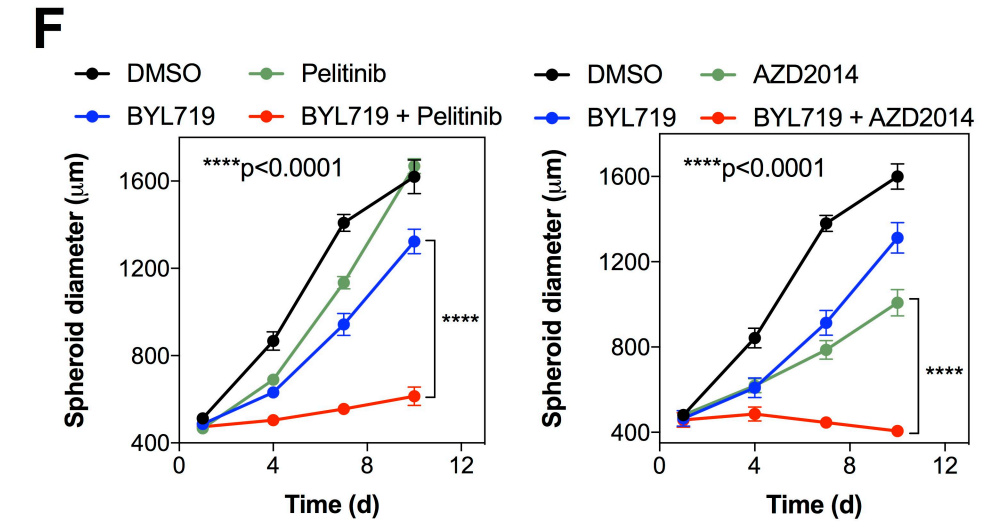 F
DMSO
Pelitinib
BYL719
BYL719 + Pelitinib
****p<0.0001
Spheroid diameter (μm)
1600
1200
800
400
0
4
8
12
Time (d)
****
DMSO
AZD2014
BYL719
BYL719 + AZD2014
****p<0.0001
Spheroid diameter (μm)
1600
1200
800
400
0
4
8
12
Time (d)
****